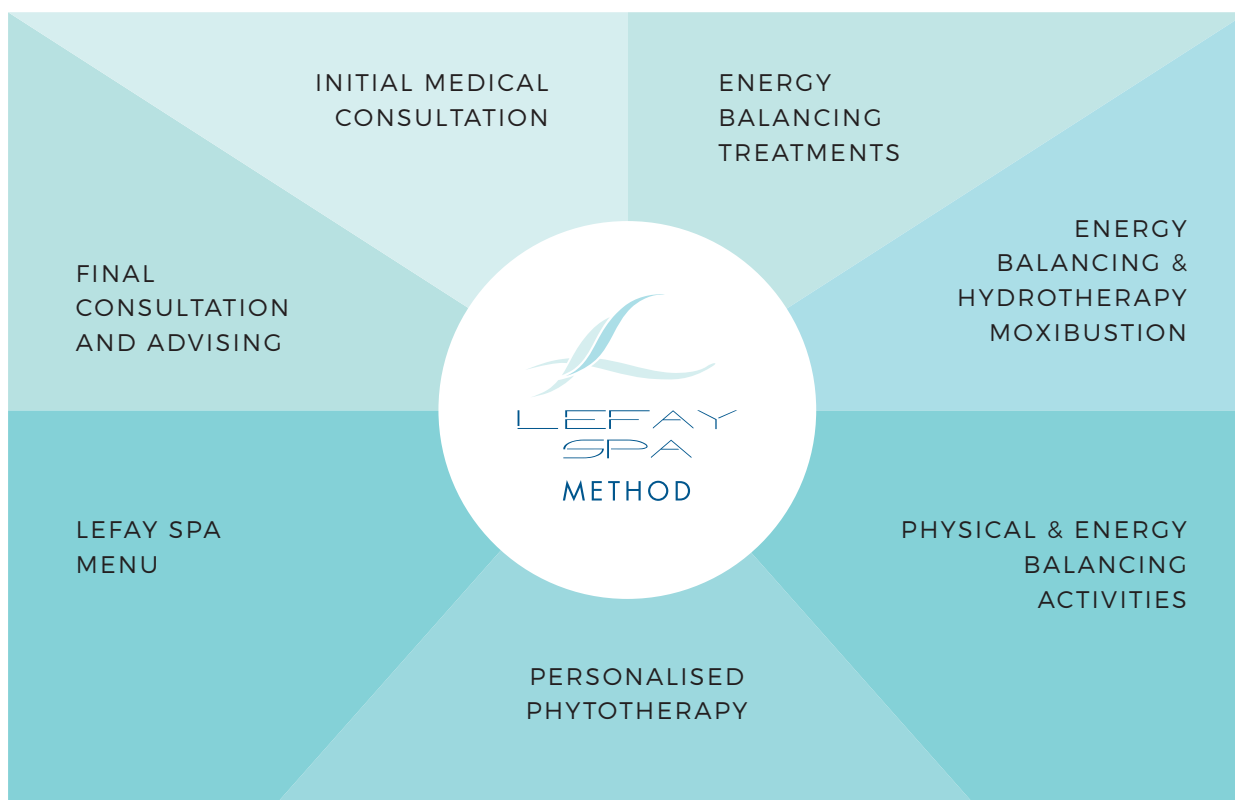 INITIAL MEDICAL
CONSULTATION
ENERGY
BALANCING
TREATMENTS
ENERGY
BALANCING &
HYDROTHERAPY
MOXIBUSTION
FINAL
CONSULTATION
AND ADVISING
LEFAY
SPA
METHOD
LEFAY SPA
MENU
PHYSICAL & ENERGY
BALANCING
ACTIVITIES
PERSONALISED
PHYTOTHERAPY